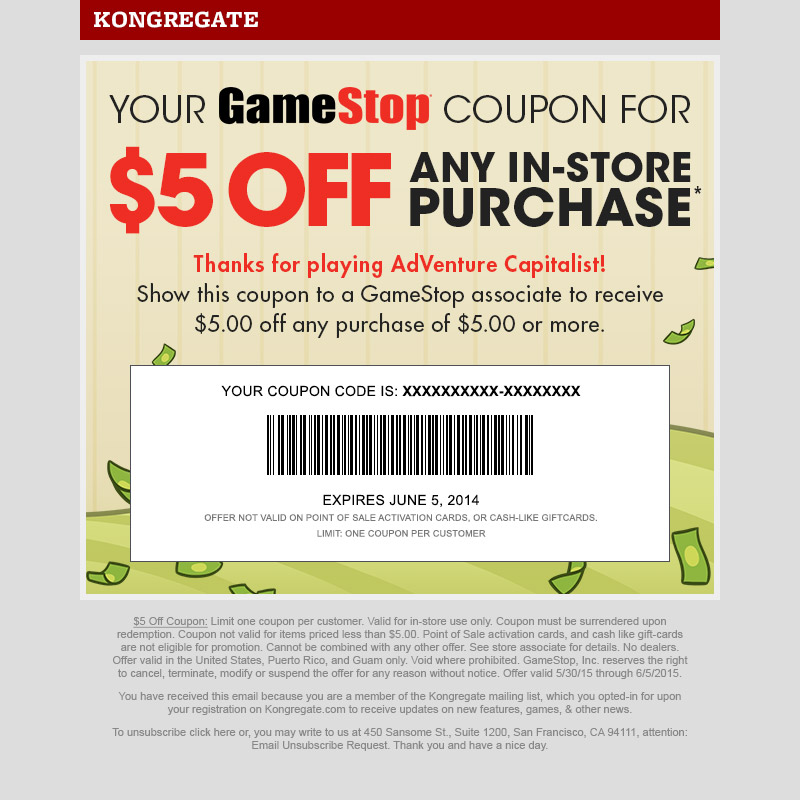 KONGREGATE
YOUR GameStop COUPON FOR
$5 OFF ANY IN-STORE
PURCHASE*
Thanks for playing AdVenture Capitalist!
Show this coupon to a GameStop associate to receive
$5.00 off any purchase of $5.00 or more.
YOUR COUPON CODE IS: XXXXXXXXXX-XXXXXXXX
EXPIRES JUNE 5, 2014
OFFER NOT VALID ON POINT OF SALE ACTIVATION CARDS, OR CASH-LIKE GIFTCARDS.
LIMIT: ONE COUPON PER CUSTOMER
$5 Off Coupon: Limit one coupon per customer. Valid for in-store use only. Coupon must be surrendered upon
redemption. Coupon not valid for items priced less than $5.00. Point of Sale activation cards, and cash like gift-cards
are not eligible for promotion. Cannot be combined with any other offer. See store associate for details. No dealers.
Offer valid in the United States, Puerto Rico, and Guam only. Void where prohibited. GameStop, Inc. reserves the right
to cancel, terminate, modify or suspend the offer for any reason without notice. Offer valid 5/30/15 through 6/5/2015.
You have received this email because you are a member of the Kongregate mailing list, which you opted-in for upon
your registration on Kongregate.com to receive updates on new features, games, & other news.
To unsubscribe click here or, you may write to us at 450 Sansome St., Suite 1200, San Francisco, CA 94111, attention:
Email Unsubscribe Request. Thank you and have a nice day.